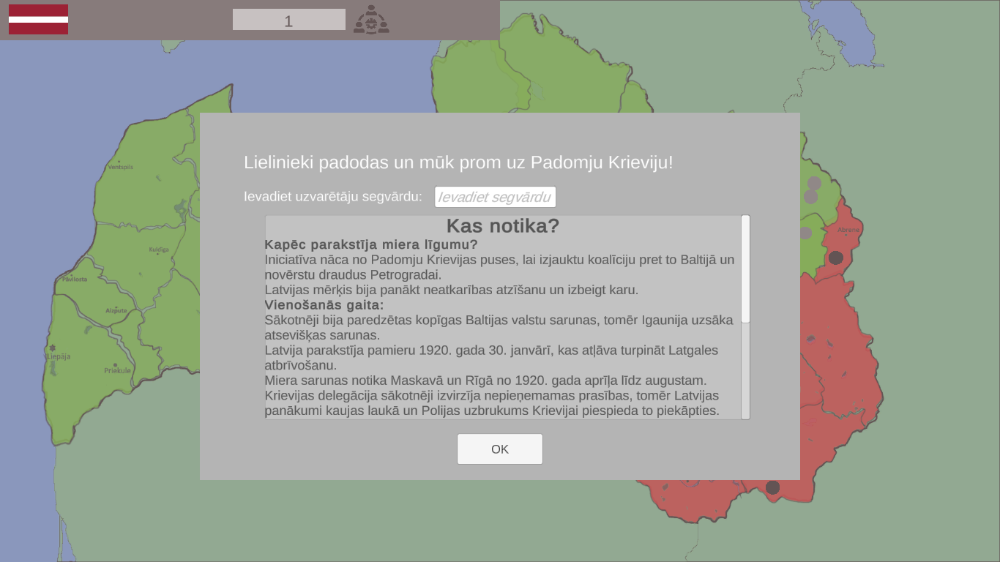 1
Lielinieki padodas un mūk prom uz Padomju Krieviju!
Ievadiet uzvarētāju segvārdu:
Ievadiet segvārdu
Kas notika?
Kapēc parakstīja miera līgumu?
Iniciatīva nāca no Padomju Krievijas puses, lai izjauktu koalīciju pret to Baltijā un
novērstu draudus Petrogradai.
Latvijas mērķis bija panākt neatkarības atzīšanu un izbeigt karu.
Vienošanās gaita:
Sākotnēji bija paredzētas kopīgas Baltijas valstu sarunas, tomēr Igaunija uzsāka
atsevišķas sarunas.
Latvija parakstīja pamieru 1920. gada 30. janvārī, kas atļāva turpināt Latgales
atbrīvošanu.
Miera sarunas notika Maskavā un Rīgā no 1920. gada aprīļa līdz augustam.
Krievijas delegācija sākotnēji izvirzīja nepieņemamas prasības, tomēr Latvijas
panākumi kaujas laukā un Polijas uzbrukums Krievijai piespieda to piekāpties.
OK
Ventspils
Kuldīga
Pāvilosta
Aizpute
Liepāja
Priekule
Abrene